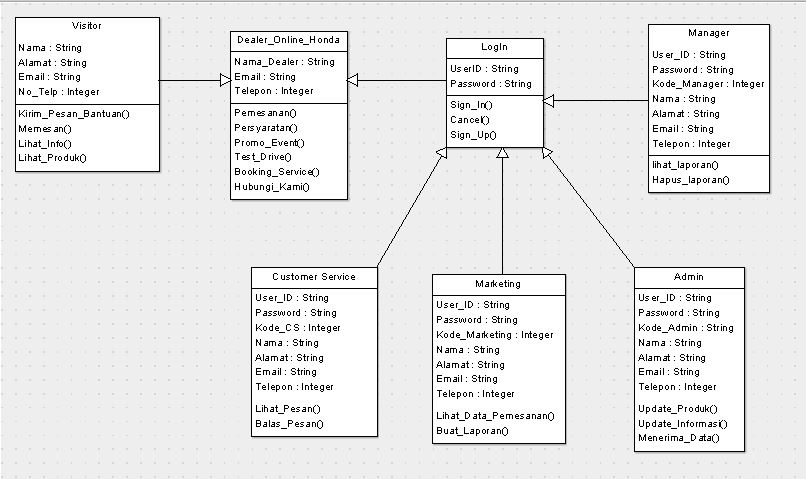 Visitor
Nama : String
Alamat : String
Email : String
No_Telp : Integer
Kirim_Pesan_Bantuan()
Memesan()
Lihat_Info()
Lihat_Produk()
Dealer_Online_Honda
Nama_Dealer : String
Email : String
Telepon : Integer
Pemesanan()
Persyaratan()
Promo_Event()
Test_Drive()
Booking_Service()
Hubungi_Kami()
LogIn
UserID : String
Password : String
Sign_In()
Cancel()
Sign_Up()
Manager
User_ID : String
Password : String
Kode_Manager : Integer
Nama : String
Alamat : String
Email : String
Telepon : Integer
lihat_laporan()
Hapus_laporan()
Customer Service
User_ID : String
Password : String
Kode_CS : Integer
Nama : String
Alamat : String
Email : String
Telepon : Integer
Lihat_Pesan()
Balas_Pesan()
Marketing
User_ID : String
Password : String
Kode_Marketing : Integer
Nama : String
Alamat : String
Email : String
Telepon : Integer
Lihat_Data_Pemesanan()
Buat_Laporan()
Admin
User_ID : String
Password : String
Kode_Admin : String
Nama : String
Alamat : String
Email : String
Telepon : Integer
Update_Produk()
Update_Informasi()
Menerima_Data()